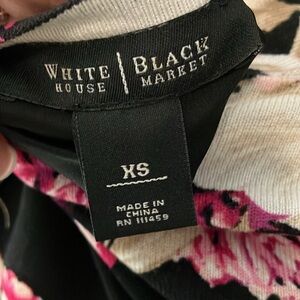 WHITE | BLACK
HOUSE | MARKET
XS
MADE IN
CHINA
RN 111459